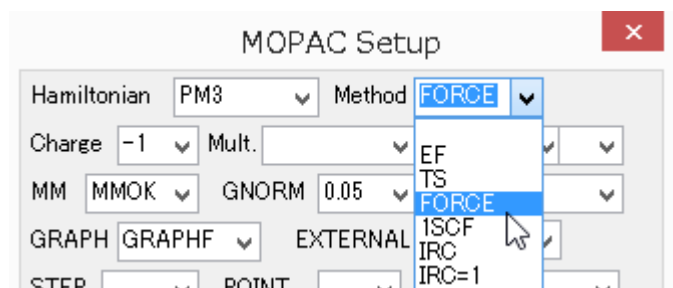 MOPAC Setup
Hamiltonian PM3 Method FORCE
Charge -1 Mult.
EF
TS
MM MMOK GNORM 0.05
FORCE
1SCF
GRAPH GRAPHF EXTERNAL
IRC
IRC=1
STEP POINT